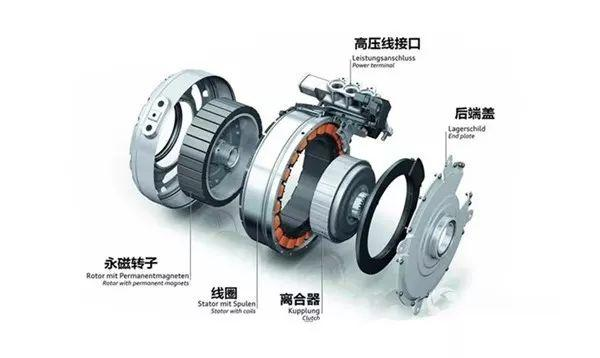 高压线接口
Leistungsanschluss
Power terminal
后端盖
Lagerschild
End plate
永磁转子
Rotor mit Permanentmagneten
Rotor with permanent magnets
线圈
Stator mit Spulen
Stator with coils
离合器
Kupplung
Clutch